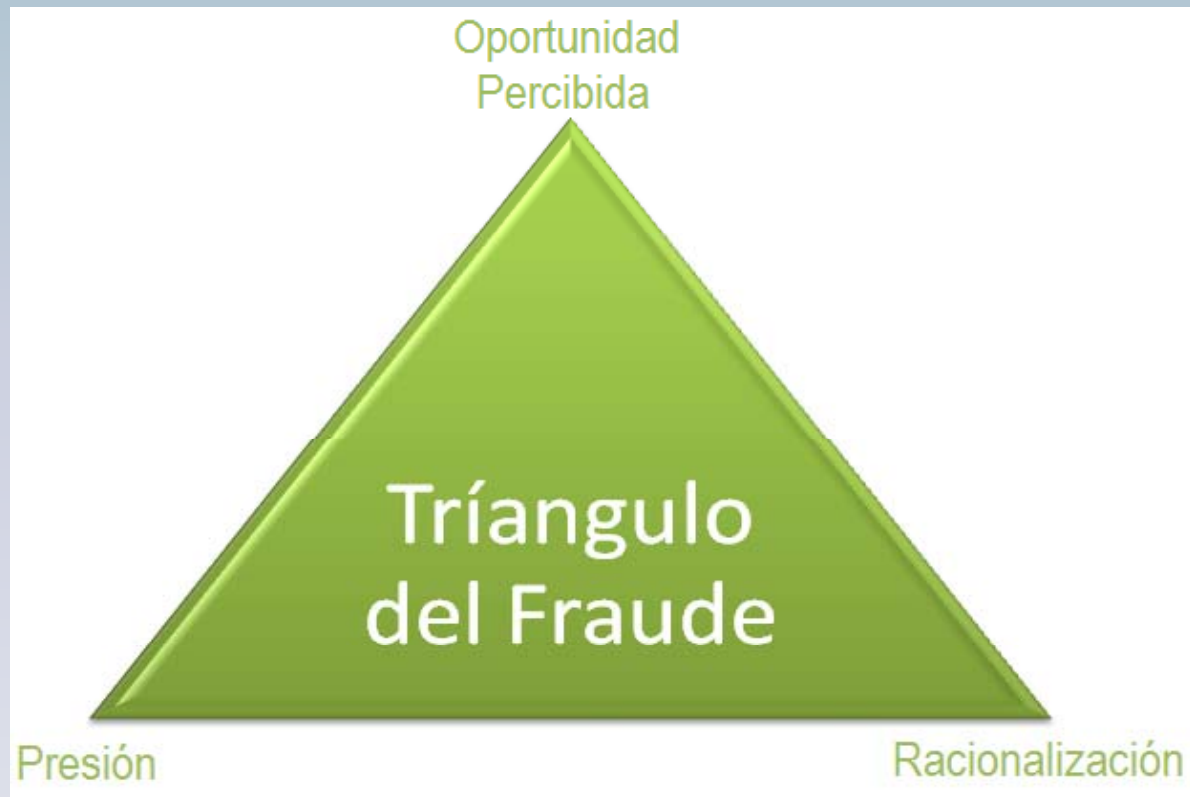 Oportunidad
Percibida
Tríangulo
del Fraude
Presión
Racionalización